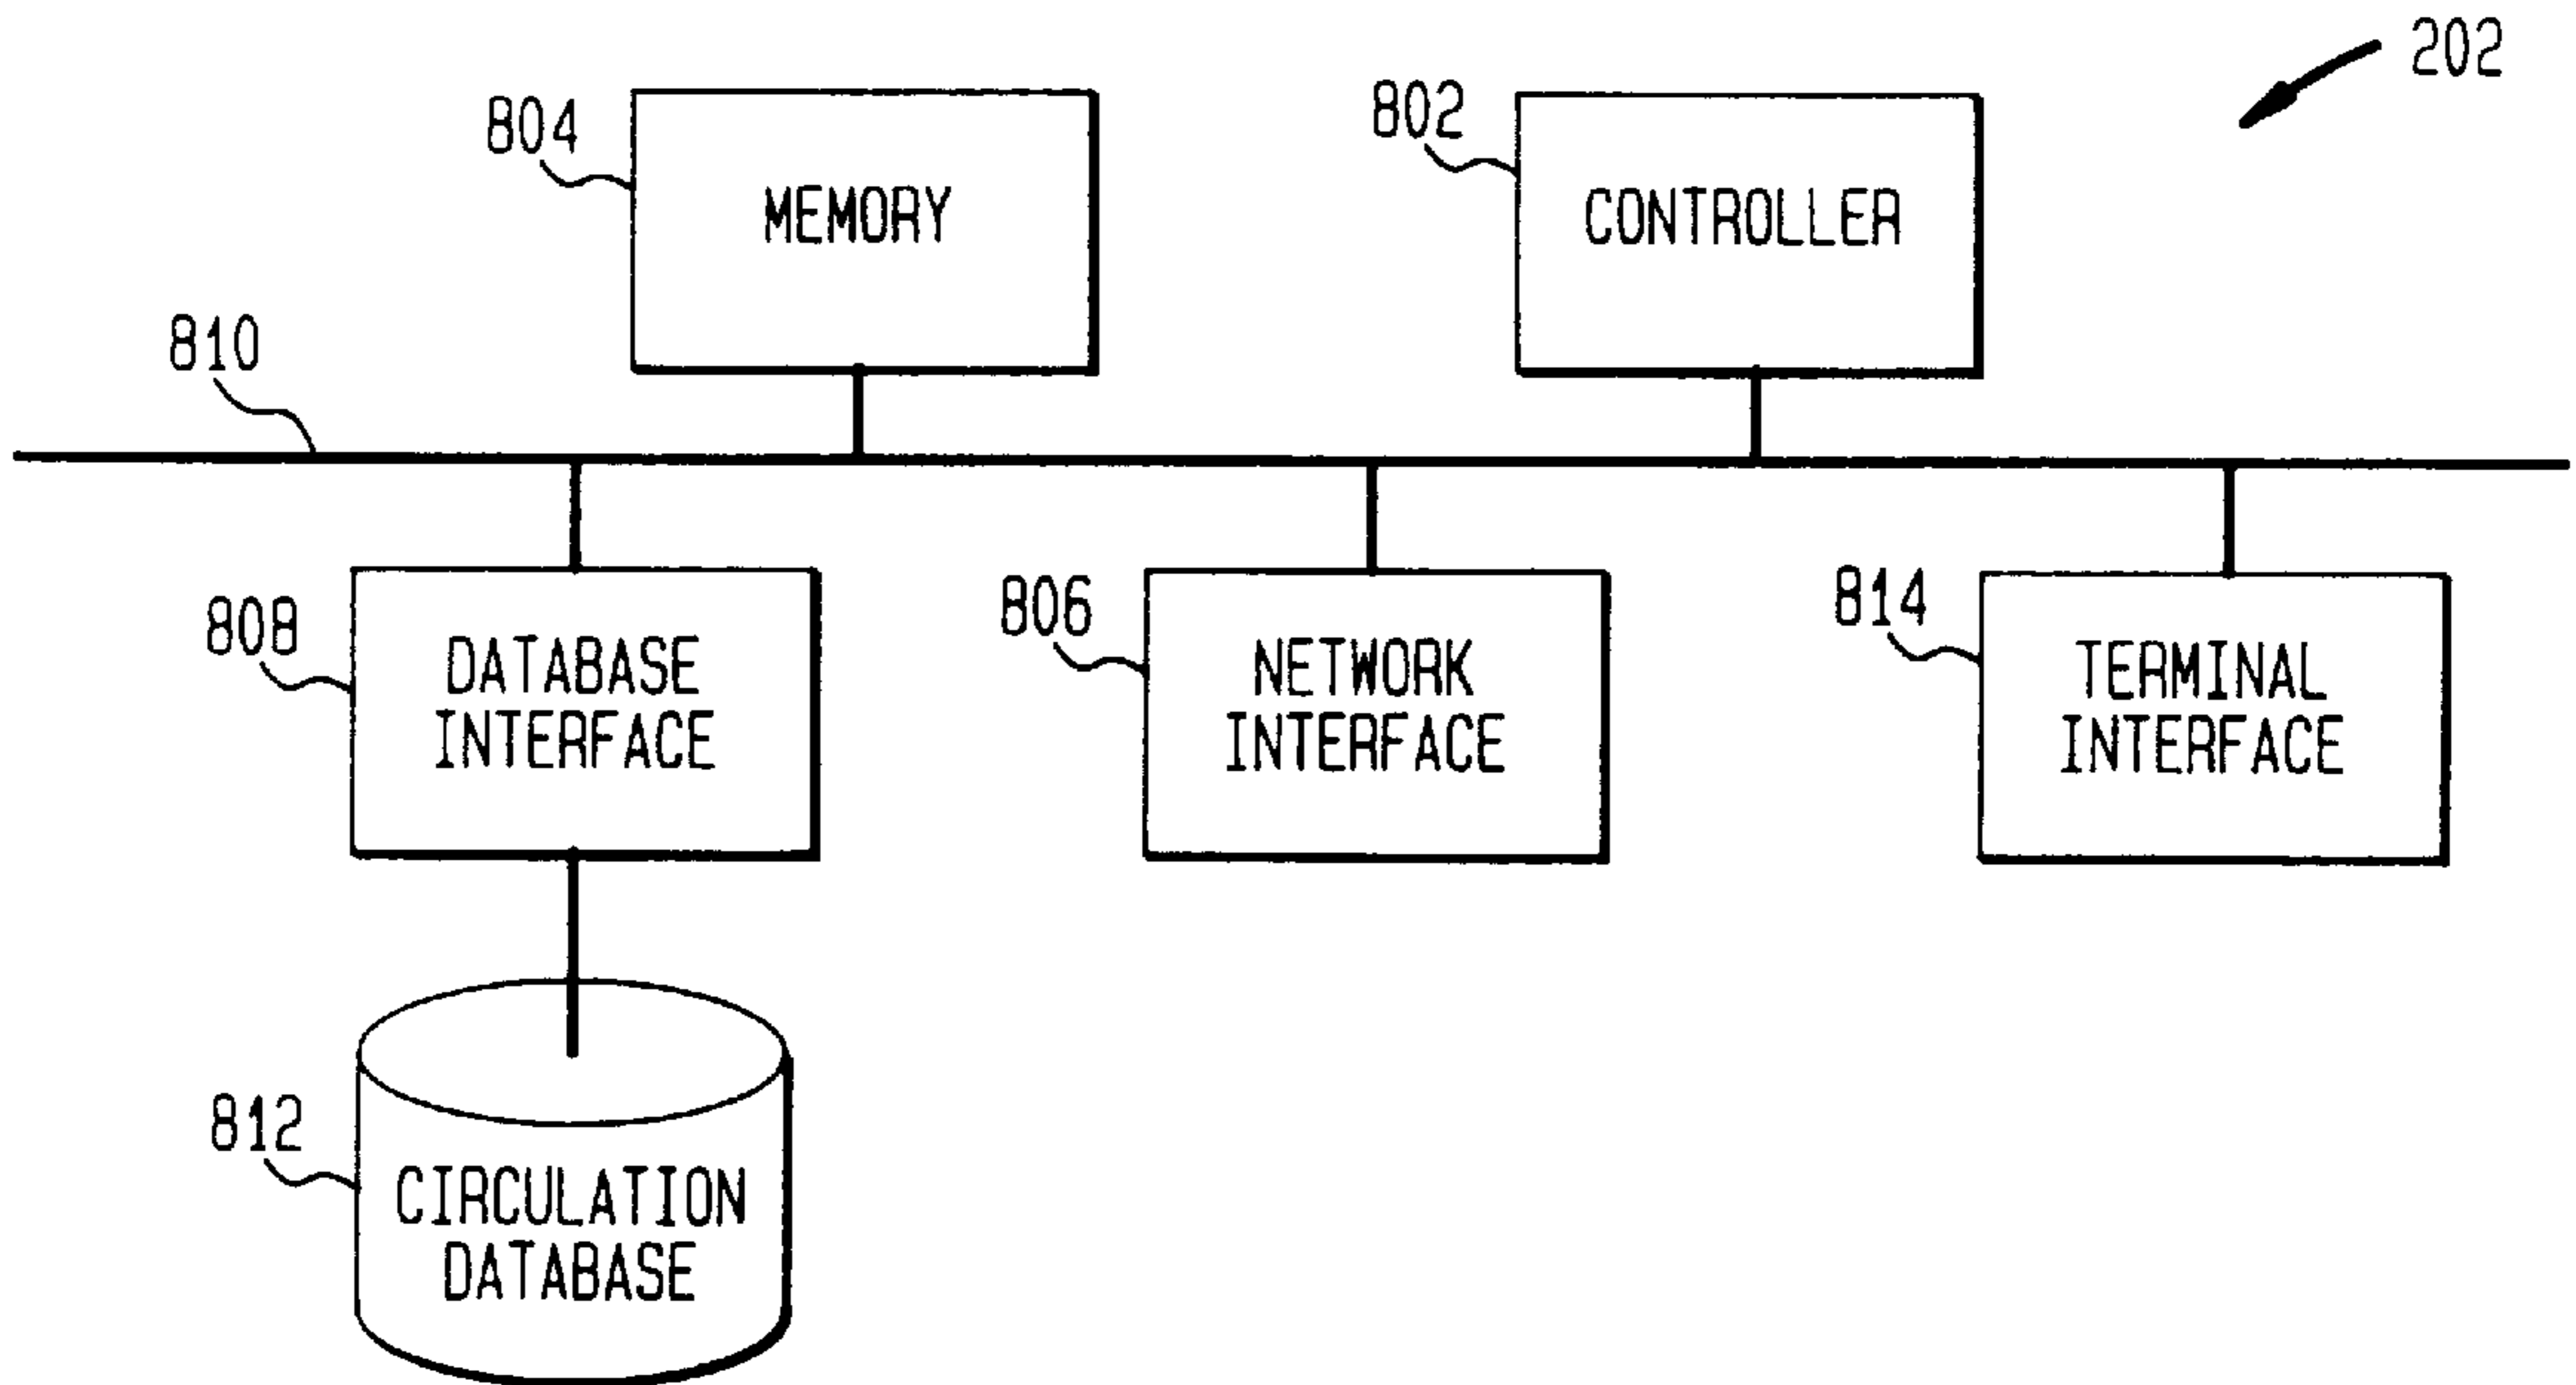 202
804
MEMORY
802
CONTROLLER
810
808
DATABASE
INTERFACE
806
NETWORK
INTERFACE
814
TERMINAL
INTERFACE
812
CIRCULATION
DATABASE